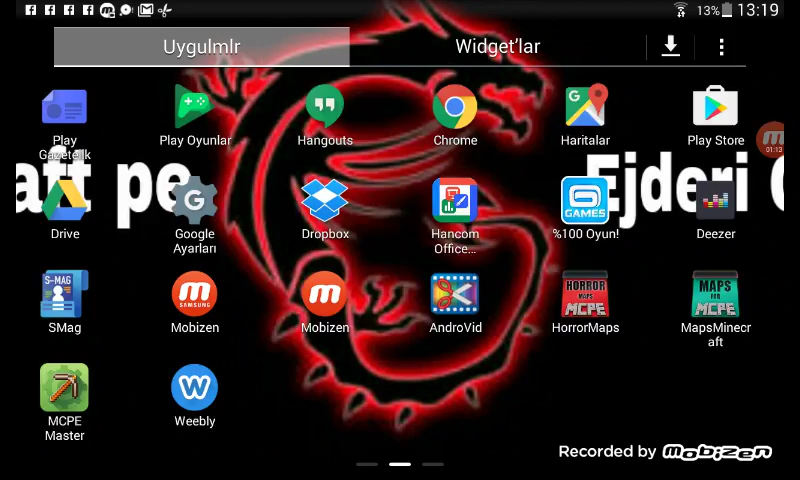 13% 13:19
Uygulmlr Widget'lar
Play Gazetelk
Play Oyunlar
Hangouts
Chrome
Haritalar
Play Store
01:13
aft pe
Ejderi
Drive
Google
Ayarları
Dropbox
Hancom
Office...
GAMES
%100 Oyun!
Deezer
S-MAG
SMag
SAMSUNG
Mobizen
Mobizen
AndroVid
HORROR
MAPS
MCPE
HorrorMaps
MAPS
FOR
MCPE
MapsMinecr
aft
MCPE
Master
Weebly
Recorded by mobizen